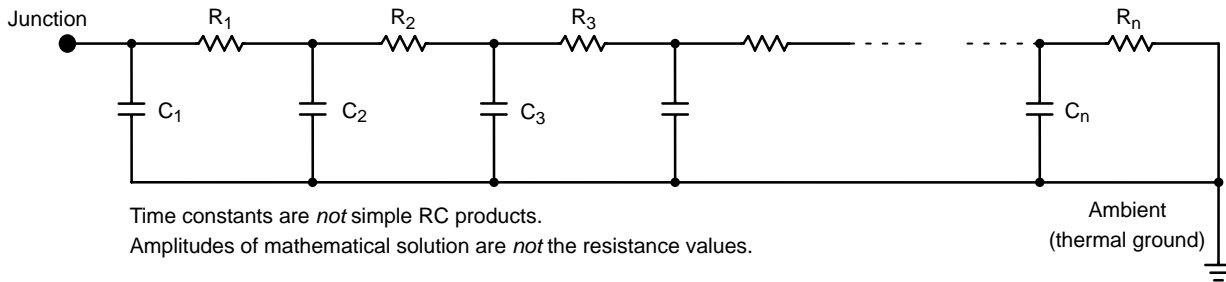 Junction
R1
R2
R3
Rn
C1
C2
C3
Cn
Time constants are not simple RC products.
Amplitudes of mathematical solution are not the resistance values.
Ambient
(thermal ground)